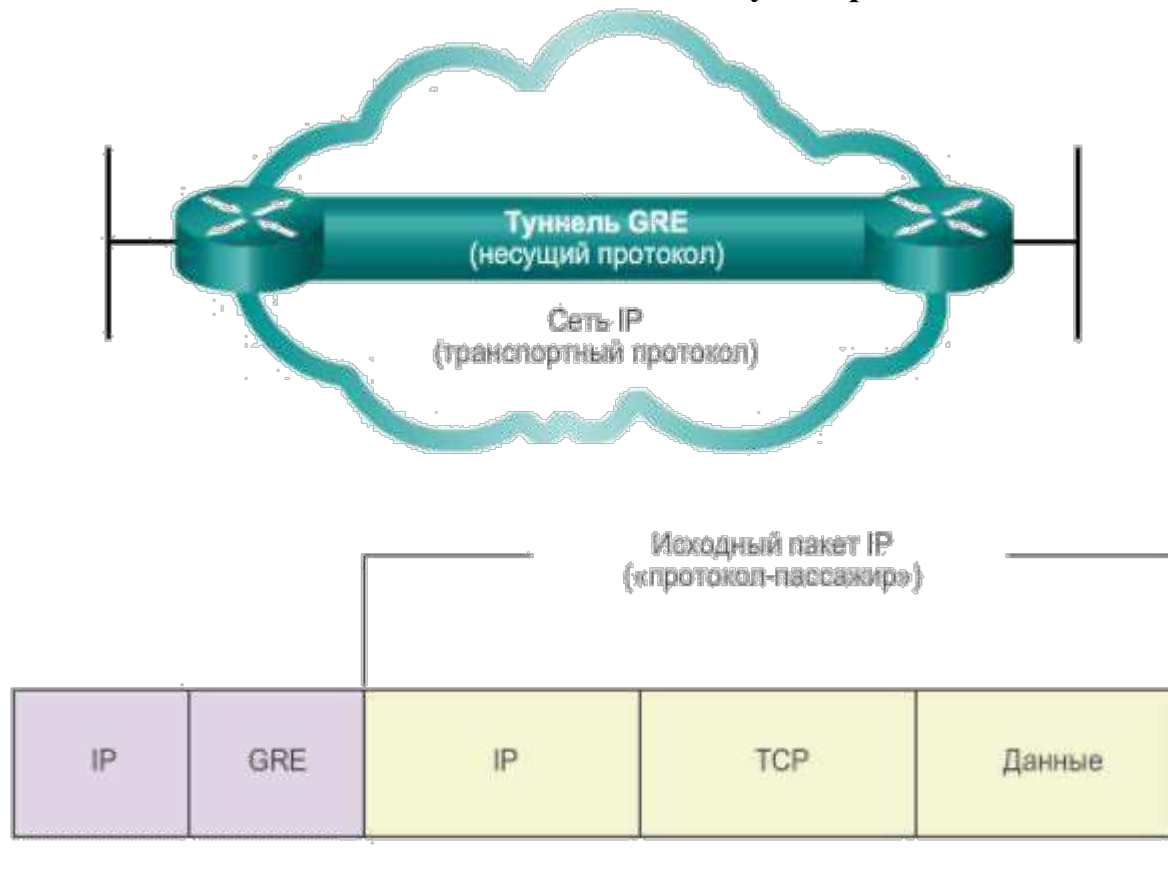 Туннель GRE
(несущий протокол)
Сеть IP
(транспортный протокол)
Исходный пакет IP
(«протокол-пассажир»)
IP GRE IP TCP Данные